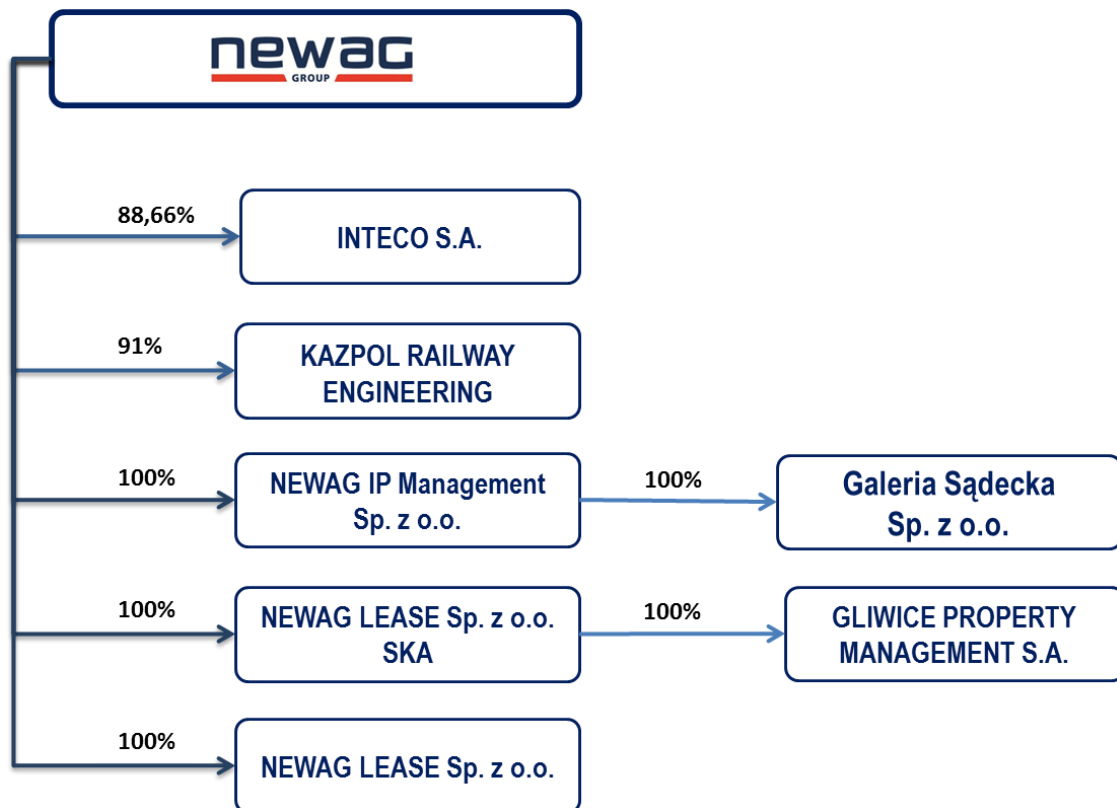 newag
GROUP
88,66%
INTECO S.A.
91%
KAZPOL RAILWAY
ENGINEERING
100%
NEWAG IP Management
Sp. z o.o.
100%
Galeria Sądecka
Sp. z o.o.
100%
NEWAG LEASE Sp. z o.o.
SKA
100%
GLIWICE PROPERTY
MANAGEMENT S.A.
100%
NEWAG LEASE Sp. z o.o.